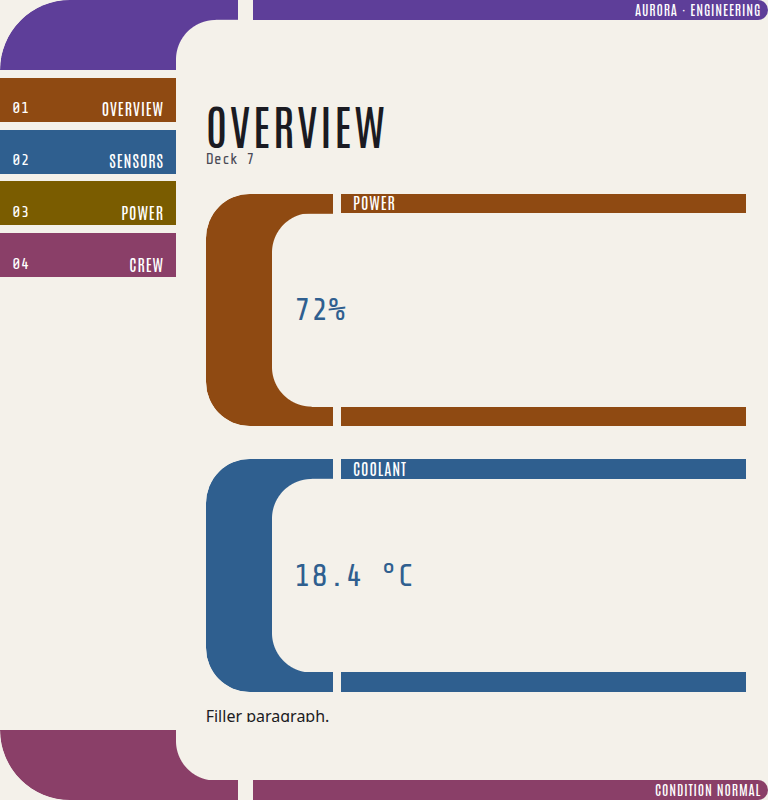 AURORA · ENGINEERING
01 OVERVIEW
02 SENSORS
03 POWER
04 CREW
OVERVIEW
Deck 7
POWER
72%
COOLANT
18.4 °C
Filler paragraph.
CONDITION NORMAL